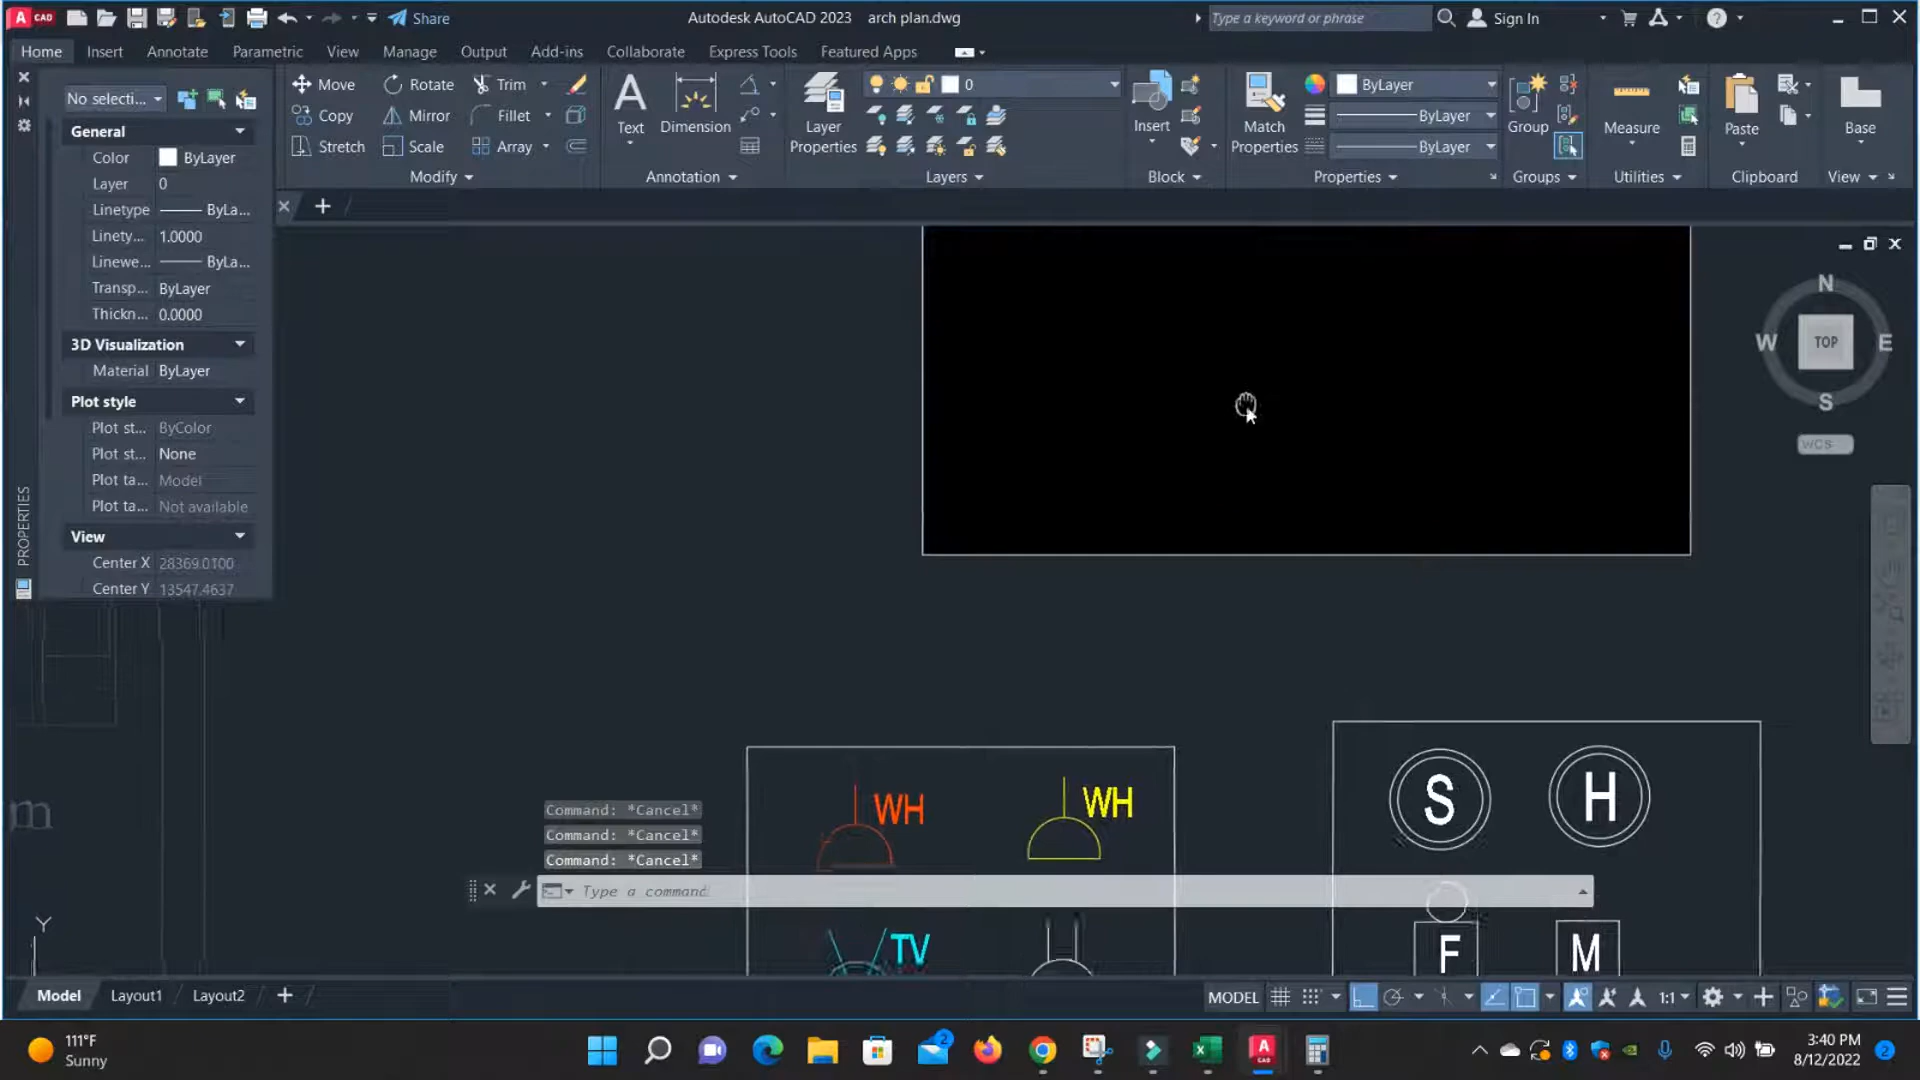 CAD Share Autodesk AutoCAD 2023 arch plan.dwg Type a keyword or phrase Sign In
Home Insert Annotate Parametric View Manage Output Add-ins Collaborate Express Tools Featured Apps
No selecti...
General
Color ByLayer
Layer 0
Linetype ByLa...
Linety... 1.0000
Linewe... ByLa...
Transp... ByLayer
Thickn... 0.0000
3D Visualization
Material ByLayer
Plot style
Plot st... ByColor
Plot st... None
Plot ta... Model
Plot ta... Not available
View
Center X 28369.0100
Center Y 13547.4637
PROPERTIES
Move Rotate Trim
Copy Mirror Fillet
Stretch Scale Array
Modify
Text Dimension
Annotation
Layer Properties
0
Layers
Insert
Block
Match Properties
ByLayer
ByLayer
ByLayer
Properties
Group
Groups
Measure
Utilities
Paste
Clipboard
Base
View
N
W TOP E
S
WCS
m
WH WH
S H
TV
F M
Command: *Cancel*
Command: *Cancel*
Command: *Cancel*
Type a command
Y
Model Layout1 Layout2
MODEL 1:1
111°F
Sunny
2
A CAD
3:40 PM
8/12/2022
2